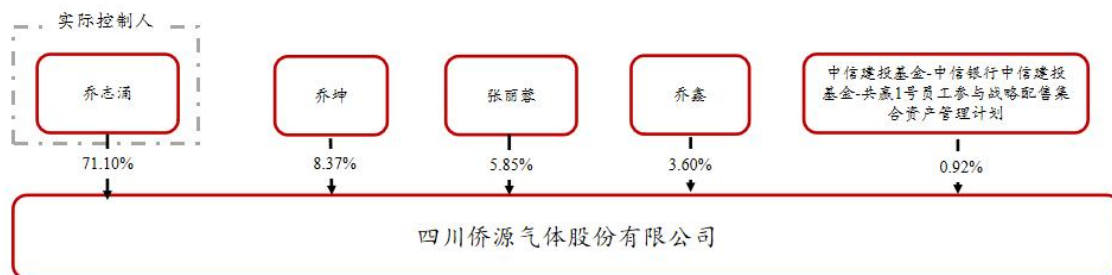 实际控制人
乔志涌
乔坤
张丽蓉
乔鑫
中信建投基金-中信银行中信建投
基金-共赢1号员工参与战略配售集
合资产管理计划
71.10%
8.37%
5.85%
3.60%
0.92%
四川侨源气体股份有限公司